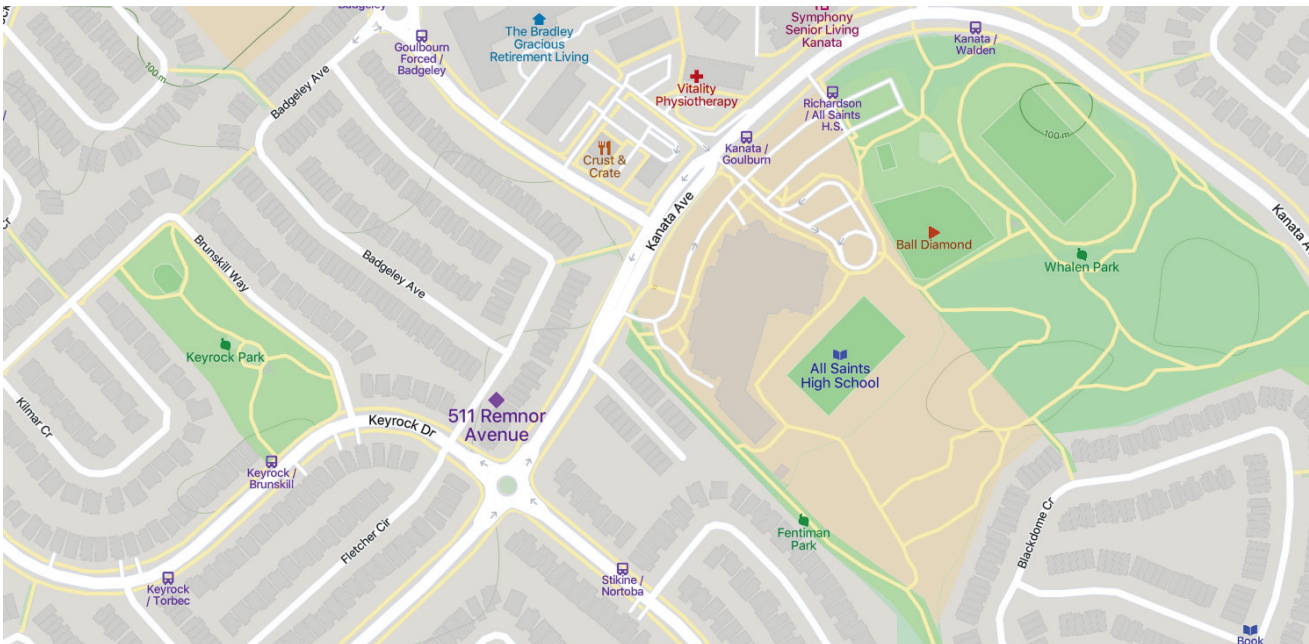 Badgeley
Goulbourn
Forced /
Badgeley
The Bradley
Gracious
Retirement Living
Symphony
Senior Living
Kanata
Kanata /
Walden
100 m
Badgeley Ave
Vitality
Physiotherapy
Richardson
/ All Saints
H.S.
Kanata /
Goulburn
100 m
Crust &
Crate
Kanata Ave
Kanata A
Cr
Brunskill Way
Badgeley Ave
Ball Diamond
Whalen Park
Keyrock Park
All Saints
High School
Kilmar Cr
Keyrock Dr
511 Remnor
Avenue
Keyrock /
Brunskill
Fletcher Cir
Fentiman
Park
Blackdome Cr
Keyrock
/ Torbec
Stikine /
Nortoba
Book